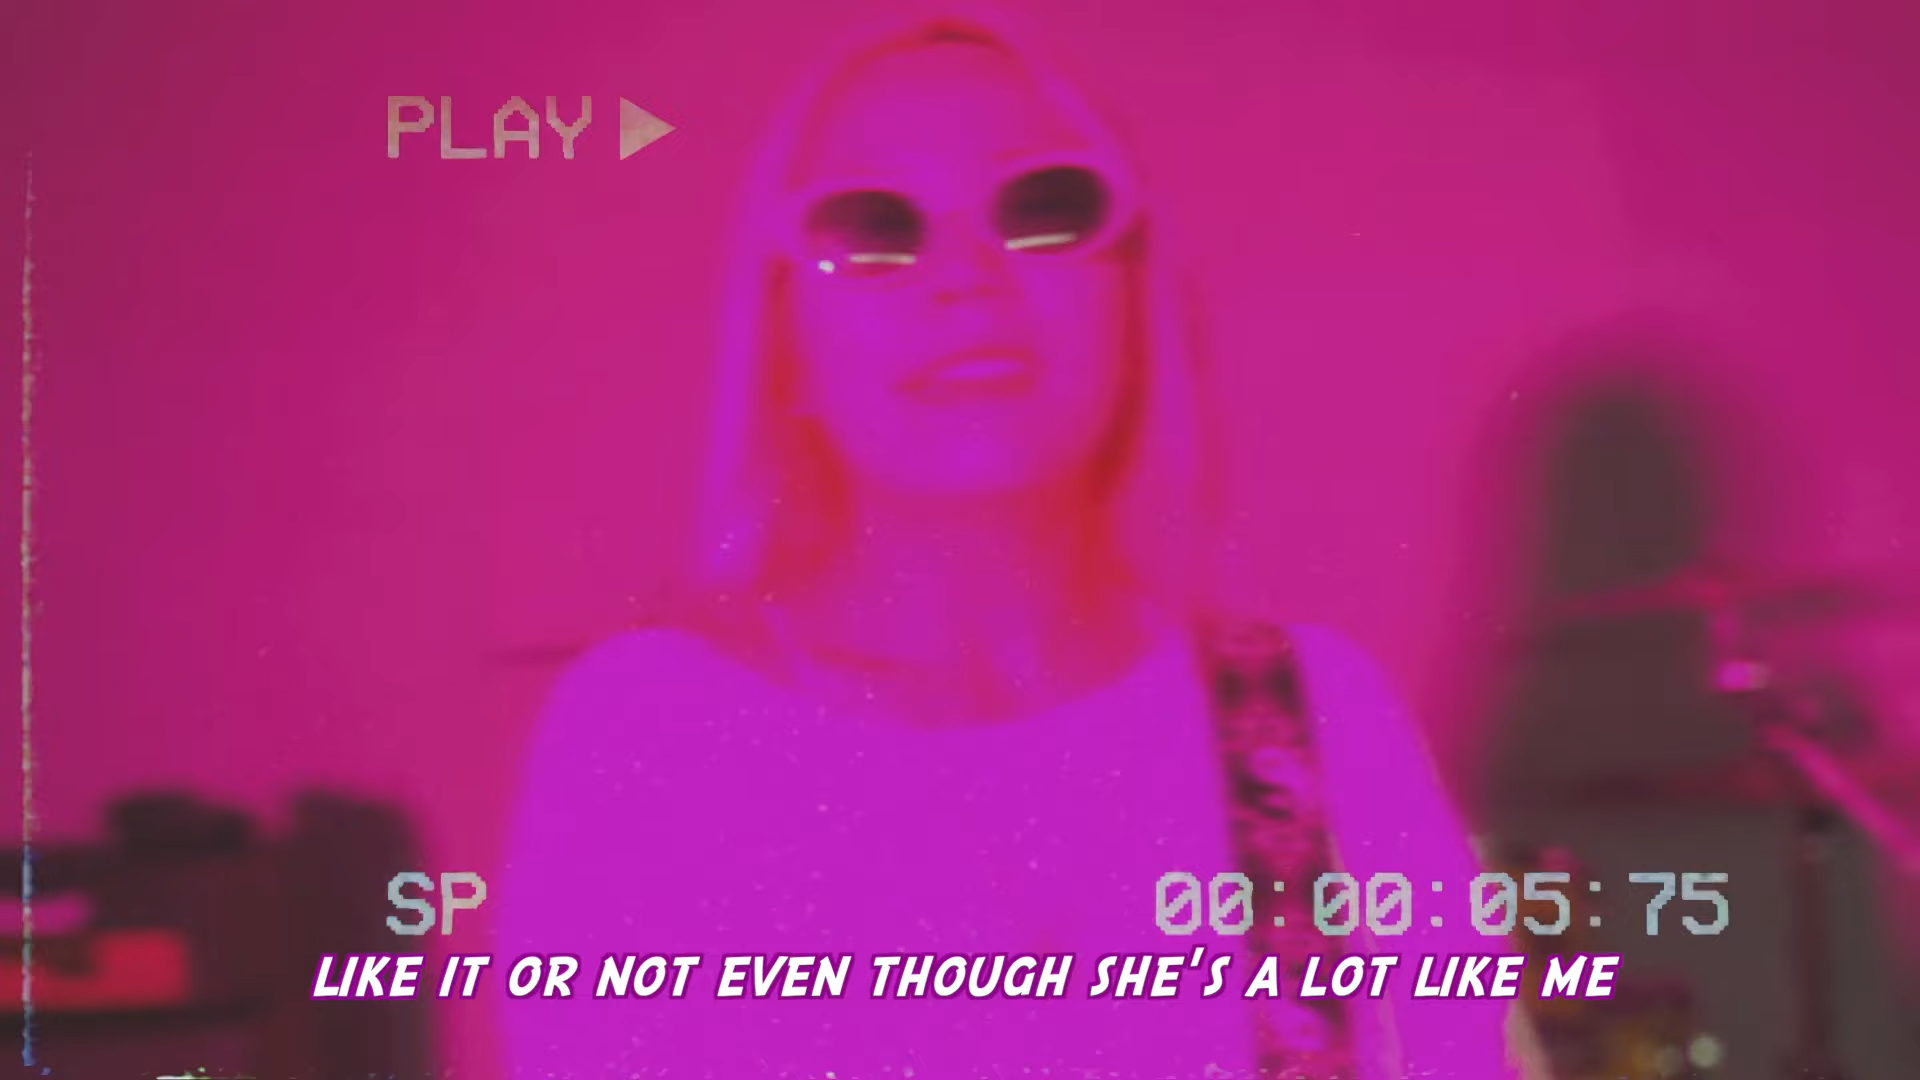 PLAY
SP
00:00:05:75
LIKE IT OR NOT EVEN THOUGH SHE'S A LOT LIKE ME